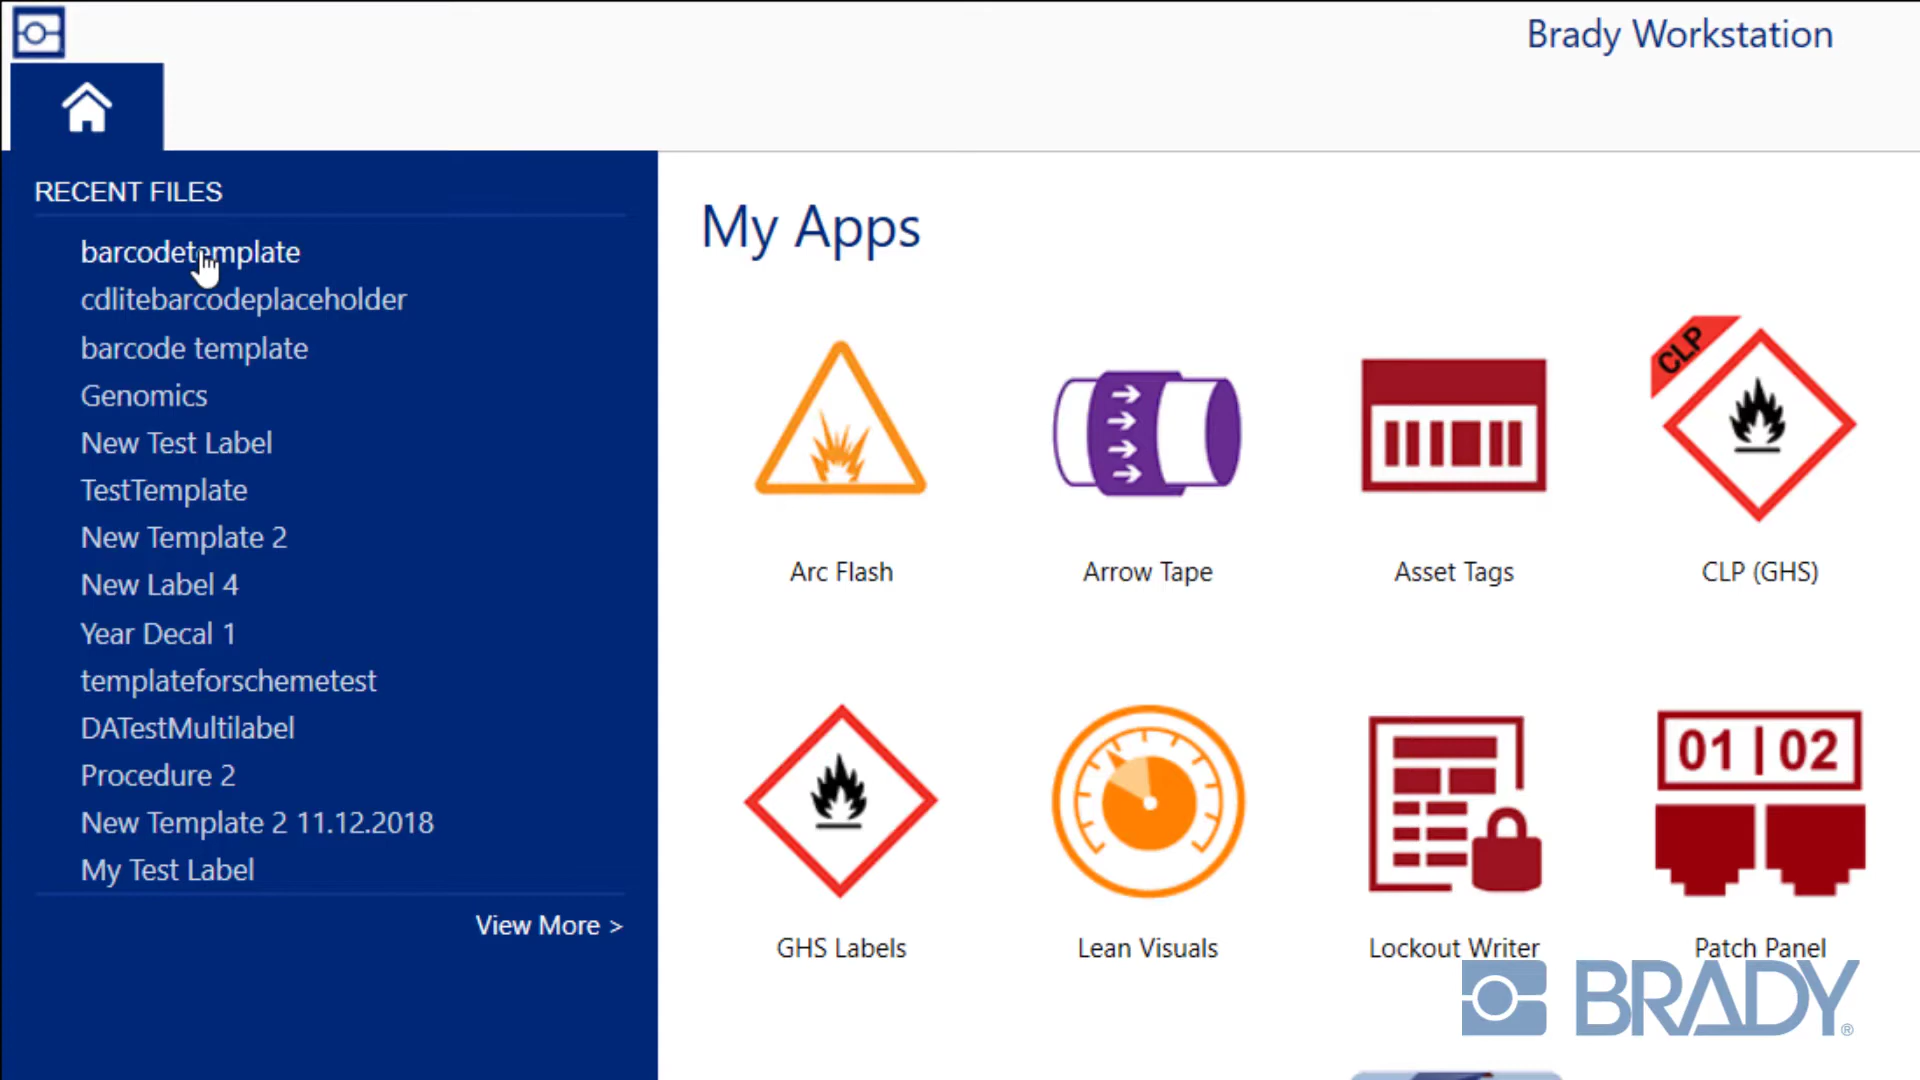 Brady Workstation
RECENT FILES
barcodetemplate
cdlitebarcodeplaceholder
barcode template
Genomics
New Test Label
TestTemplate
New Template 2
New Label 4
Year Decal 1
templateforschemetest
DATestMultilabel
Procedure 2
New Template 2 11.12.2018
My Test Label
View More >
My Apps
CLP
Arc Flash
Arrow Tape
Asset Tags
CLP (GHS)
01 | 02
GHS Labels
Lean Visuals
Lockout Writer
Patch Panel
BRADY®